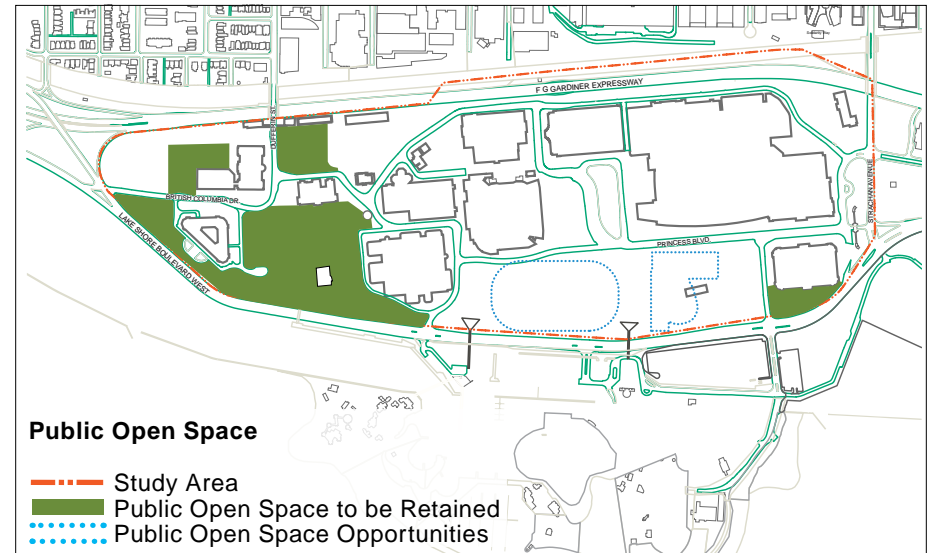 F G GARDINER EXPRESSWAY
DUFFERIN ST.
STRACHAN AVENUE
BRITISH COLUMBIA DR.
LAKE SHORE BOULEVARD WEST
PRINCESS BLVD.
Public Open Space
Study Area
Public Open Space to be Retained
Public Open Space Opportunities